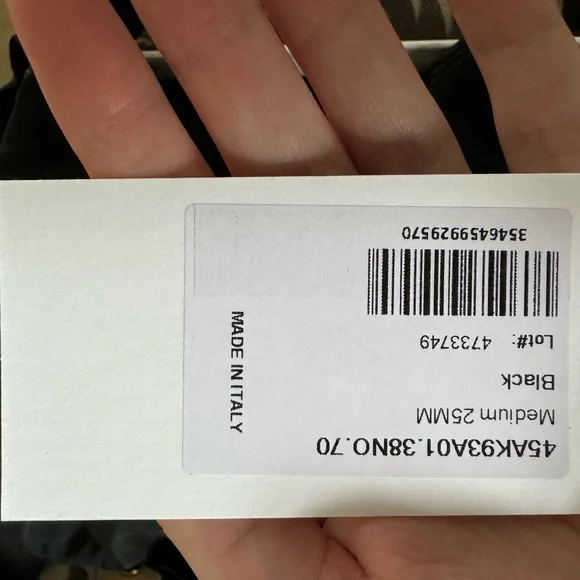 45AK93A01.38NO.70
Medium 25MM
Black
Lot#: 4733749
3546459929570
MADE IN ITALY